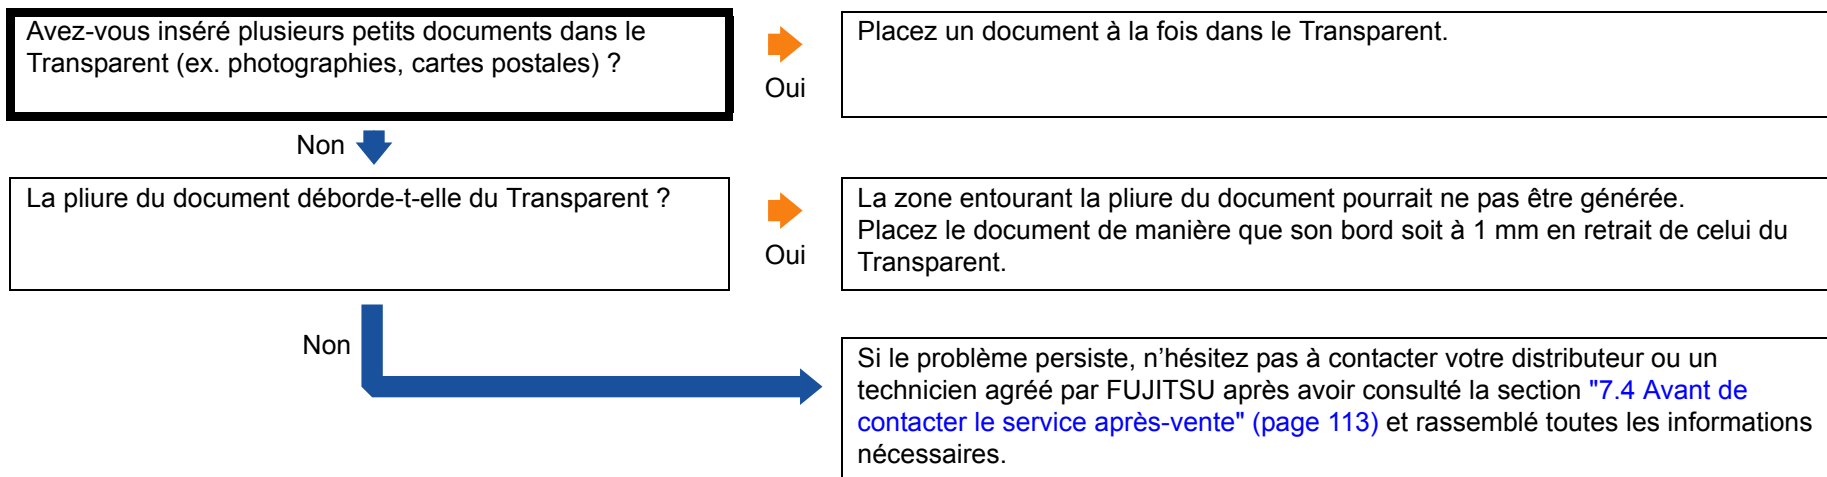 Avez-vous inséré plusieurs petits documents dans le
Transparent (ex. photographies, cartes postales) ?
Oui
Placez un document à la fois dans le Transparent.
Non
La pliure du document déborde-t-elle du Transparent ?
Oui
La zone entourant la pliure du document pourrait ne pas être générée.
Placez le document de manière que son bord soit à 1 mm en retrait de celui du
Transparent.
Non
Si le problème persiste, n’hésitez pas à contacter votre distributeur ou un
technicien agréé par FUJITSU après avoir consulté la section "7.4 Avant de
contacter le service après-vente" (page 113) et rassemblé toutes les informations
nécessaires.